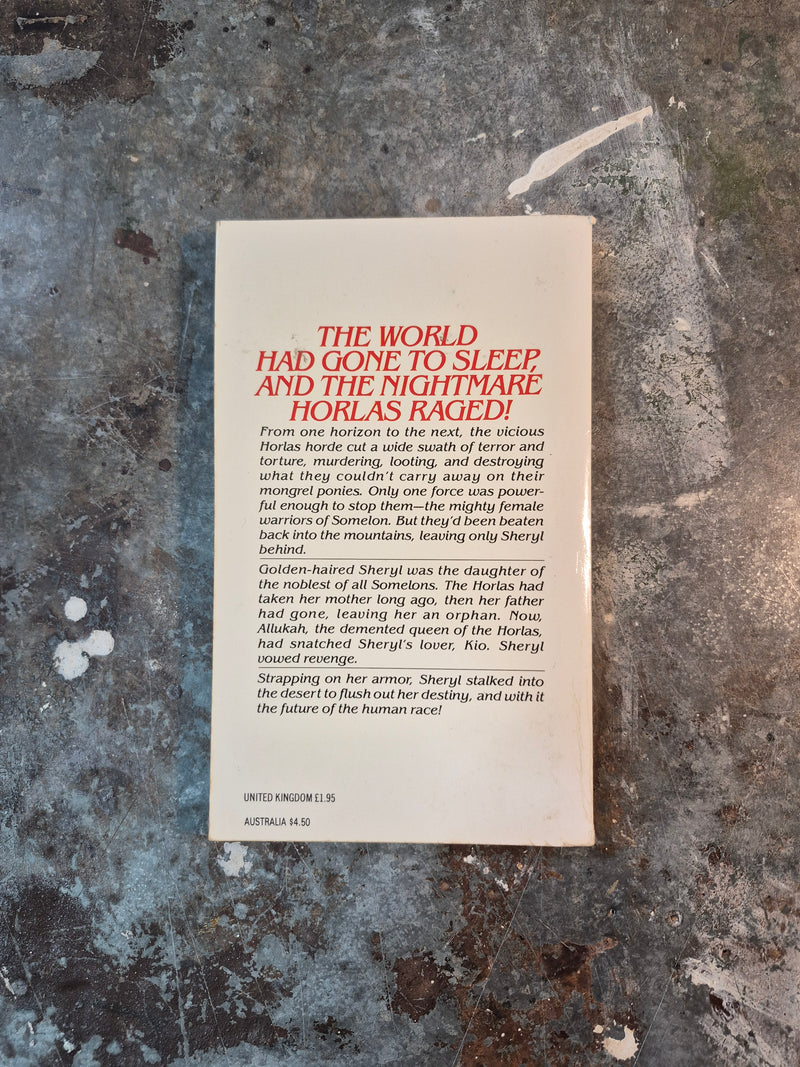 THE WORLD
HAD GONE TO SLEEP,
AND THE NIGHTMARE
HORLAS RAGED!
From one horizon to the next, the vicious
Horlas horde cut a wide swath of terror and
torture, murdering, looting, and destroying
what they couldn't carry away on their
mongrel ponies. Only one force was power-
ful enough to stop them—the mighty female
warriors of Somelon. But they'd been beaten
back into the mountains, leaving only Sheryl
behind.
Golden-haired Sheryl was the daughter of
the noblest of all Somelons. The Horlas had
taken her mother long ago, then her father
had gone, leaving her an orphan. Now,
Allukah, the demented queen of the Horlas,
had snatched Sheryl's lover, Kio. Sheryl
vowed revenge.
Strapping on her armor, Sheryl stalked into
the desert to flush out her destiny, and with it
the future of the human race!
UNITED KINGDOM £1.95
AUSTRALIA $4.50